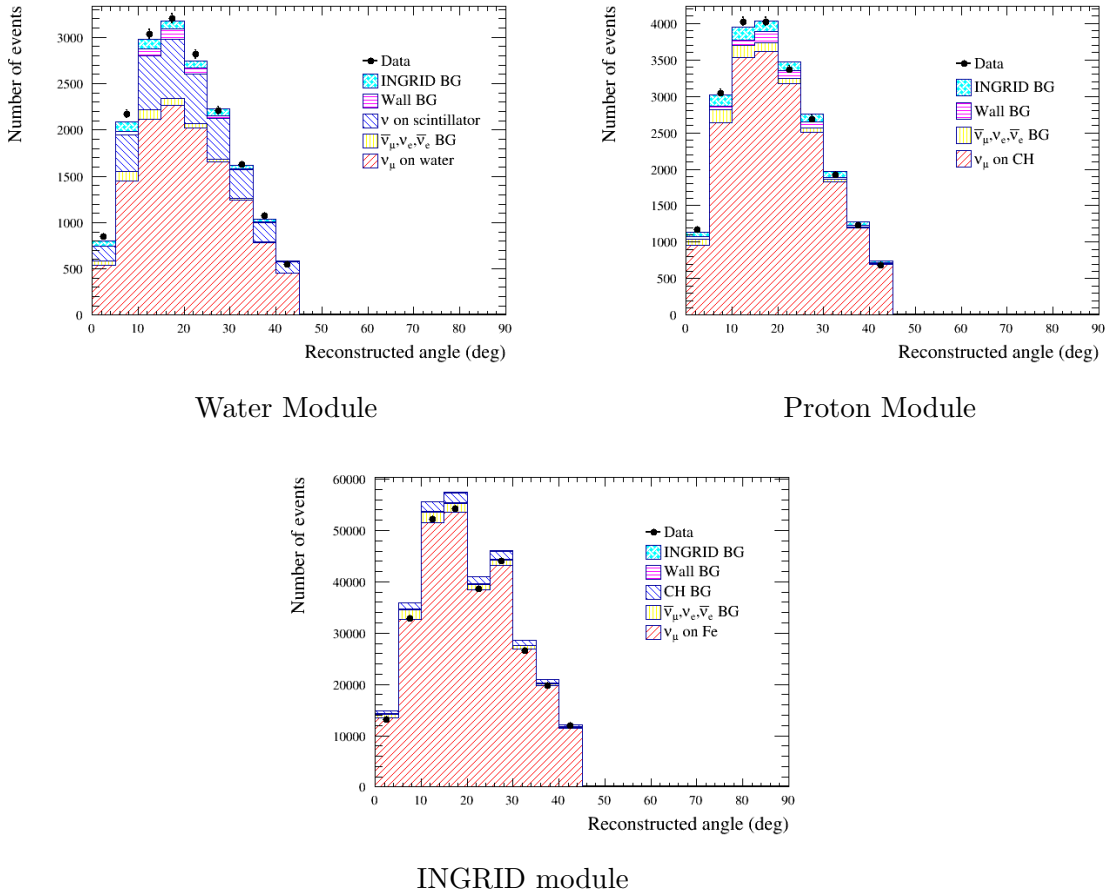 Number of events
3000
2500
2000
1500
1000
500
0
0 10 20 30 40 50 60 70 80 90
Reconstructed angle (deg)
Data
INGRID BG
Wall BG
ν on scintillator
ν̅μ,νe,ν̅e BG
νμ on water
Water Module
Number of events
4000
3500
3000
2500
2000
1500
1000
500
0
0 10 20 30 40 50 60 70 80 90
Reconstructed angle (deg)
Data
INGRID BG
Wall BG
ν̅μ,νe,ν̅e BG
νμ on CH
Proton Module
Number of events
60000
50000
40000
30000
20000
10000
0
0 10 20 30 40 50 60 70 80 90
Reconstructed angle (deg)
Data
INGRID BG
Wall BG
CH BG
ν̅μ,νe,ν̅e BG
νμ on Fe
INGRID module